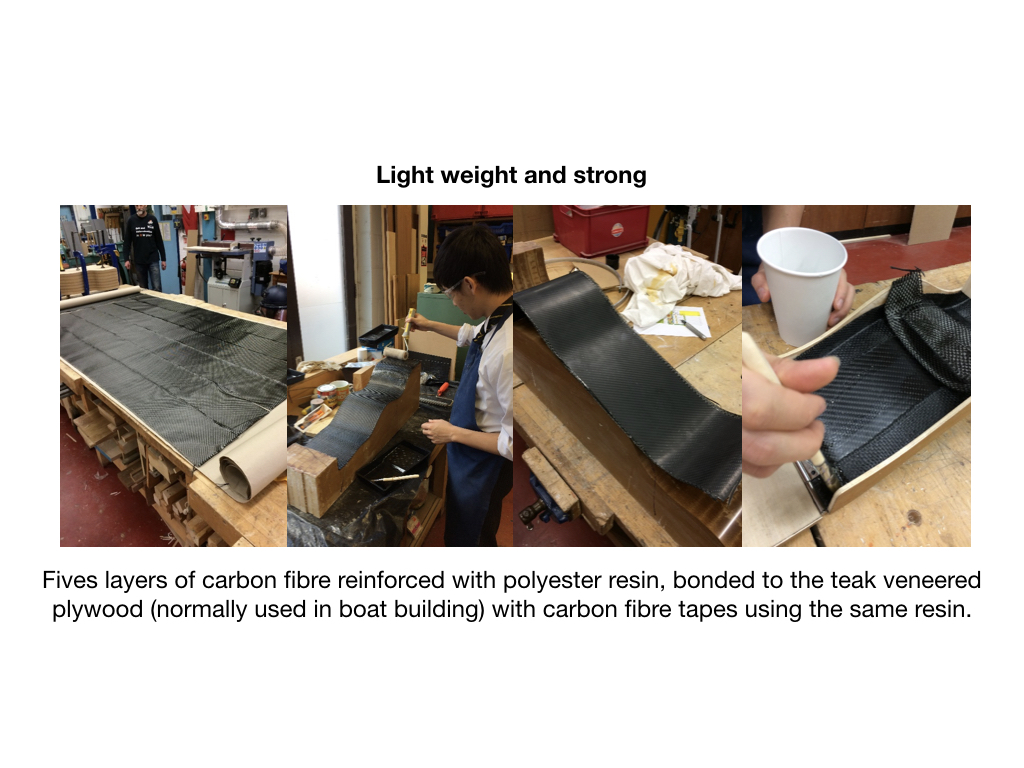 Light weight and strong
Fives layers of carbon fibre reinforced with polyester resin, bonded to the teak veneered
plywood (normally used in boat building) with carbon fibre tapes using the same resin.